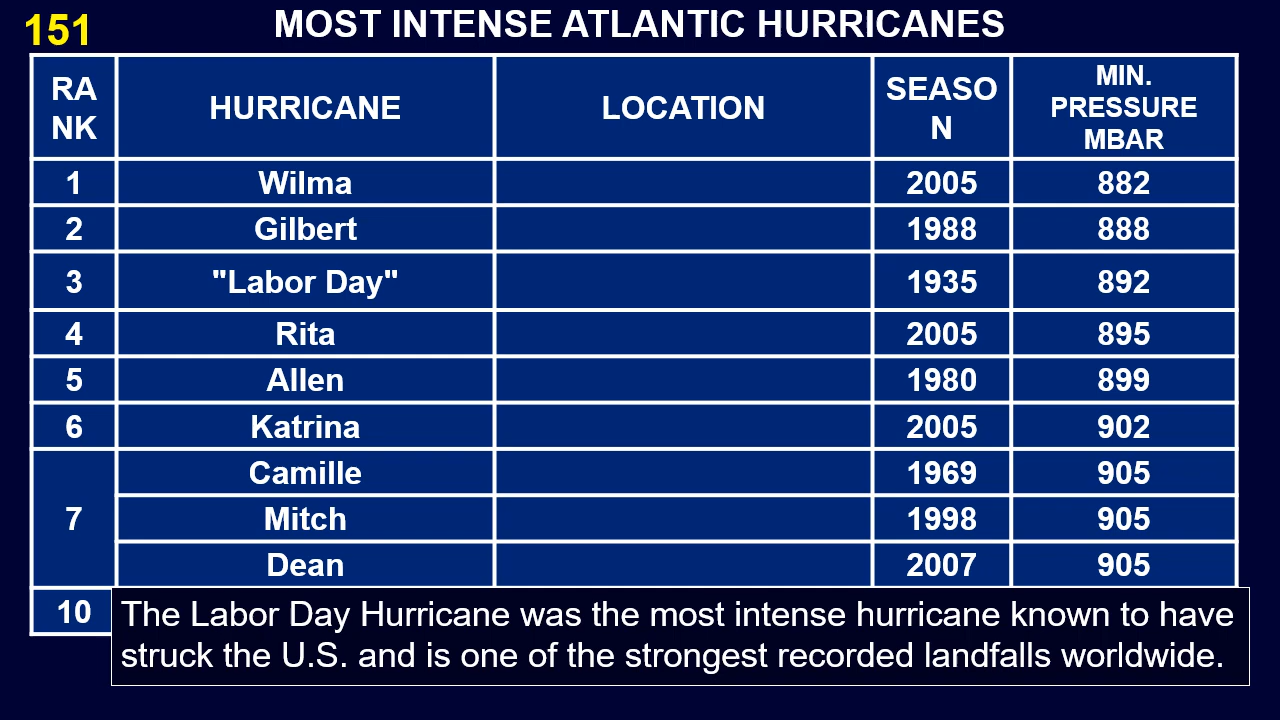 151
MOST INTENSE ATLANTIC HURRICANES
RA
NK
HURRICANE
LOCATION
SEASO
N
MIN.
PRESSURE
MBAR
1 Wilma 2005 882
2 Gilbert 1988 888
3 "Labor Day" 1935 892
4 Rita 2005 895
5 Allen 1980 899
6 Katrina 2005 902
7 Camille 1969 905
Mitch 1998 905
Dean 2007 905
10
The Labor Day Hurricane was the most intense hurricane known to have
struck the U.S. and is one of the strongest recorded landfalls worldwide.